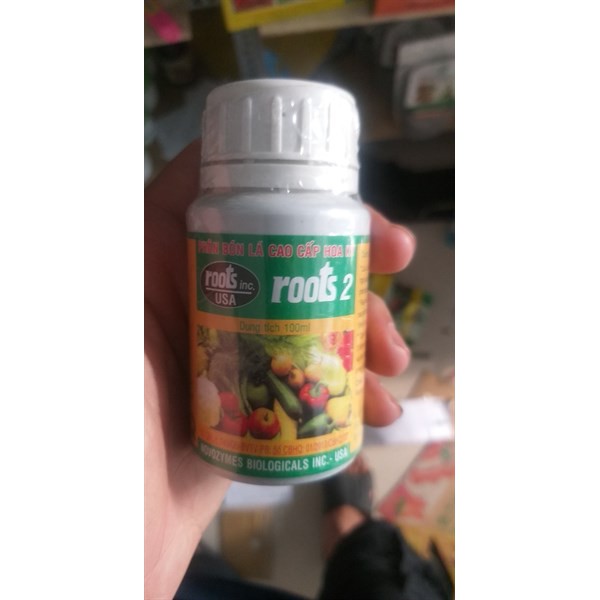 PHÂN BÓN LÁ CAO CẤP HOA KỲ
roots inc.
USA
roots 2
Dung tích 100ml
NOVOZYMES BIOLOGICALS INC.- USA